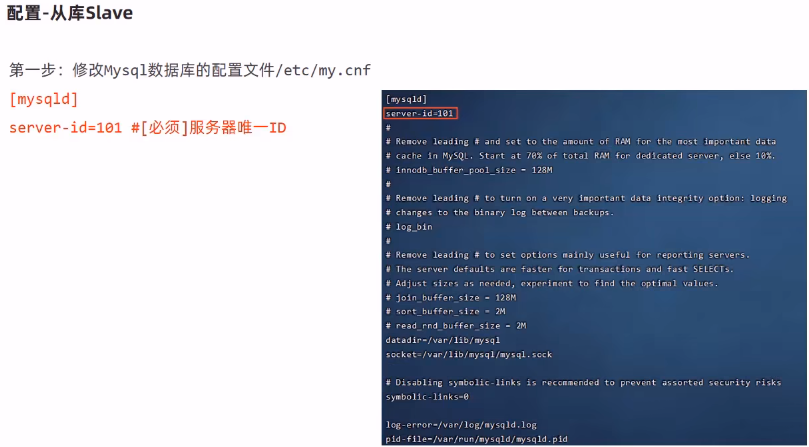 配置-从库Slave
第一步：修改Mysql数据库的配置文件/etc/my.cnf
[mysqld]
server-id=101 #[必须]服务器唯一ID
[mysqld]
server-id=101
#
# Remove leading # and set to the amount of RAM for the most important data
# cache in MySQL. Start at 70% of total RAM for dedicated server, else 10%.
# innodb_buffer_pool_size = 128M
#
# Remove leading # to turn on a very important data integrity option: logging
# changes to the binary log between backups.
# log_bin
#
# Remove leading # to set options mainly useful for reporting servers.
# The server defaults are faster for transactions and fast SELECTs.
# Adjust sizes as needed, experiment to find the optimal values.
# join_buffer_size = 128M
# sort_buffer_size = 2M
# read_rnd_buffer_size = 2M
datadir=/var/lib/mysql
socket=/var/lib/mysql/mysql.sock
# Disabling symbolic-links is recommended to prevent assorted security risks
symbolic-links=0
log-error=/var/log/mysqld.log
pid-file=/var/run/mysqld/mysqld.pid